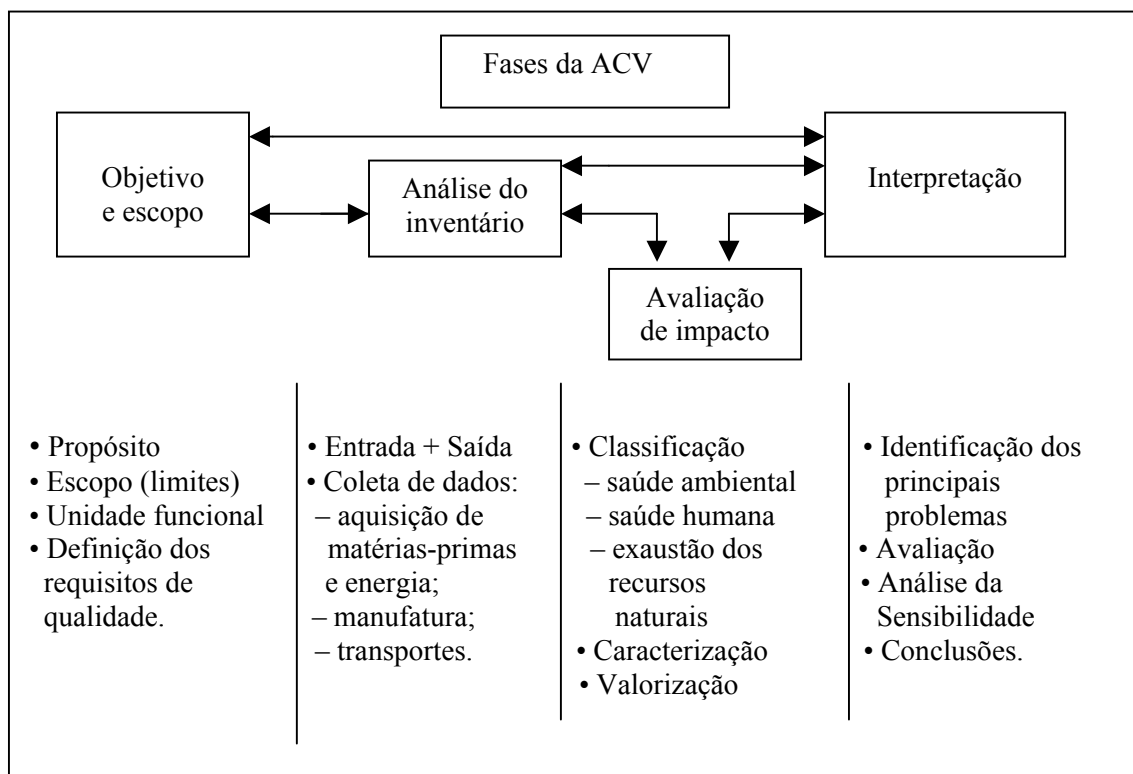 Fases da ACV
Objetivo
e escopo
Análise do
inventário
Interpretação
Avaliação
de impacto
• Propósito
• Escopo (limites)
• Unidade funcional
• Definição dos
requisitos de
qualidade.
• Entrada + Saída
• Coleta de dados:
– aquisição de
matérias-primas
e energia;
– manufatura;
– transportes.
• Classificação
– saúde ambiental
– saúde humana
– exaustão dos
recursos
naturais
• Caracterização
• Valorização
• Identificação dos
principais
problemas
• Avaliação
• Análise da
Sensibilidade
• Conclusões.